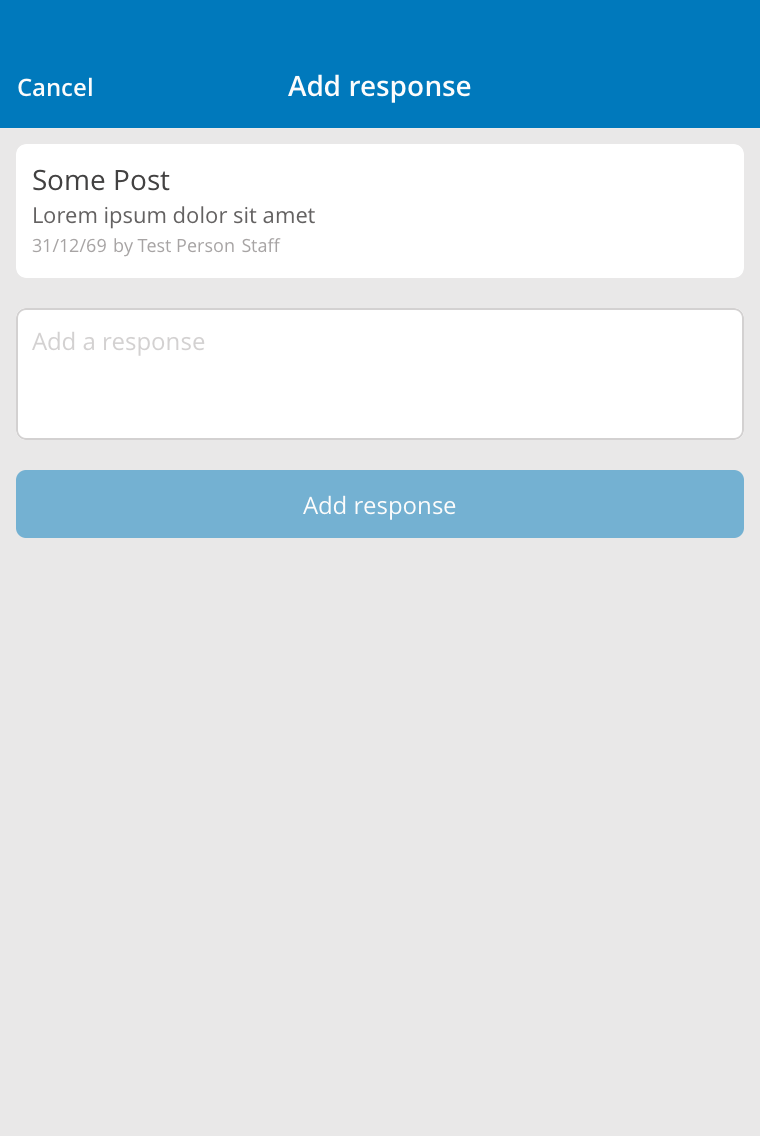 Cancel
Add response
Some Post
Lorem ipsum dolor sit amet
31/12/69 by Test Person Staff
Add a response
Add response